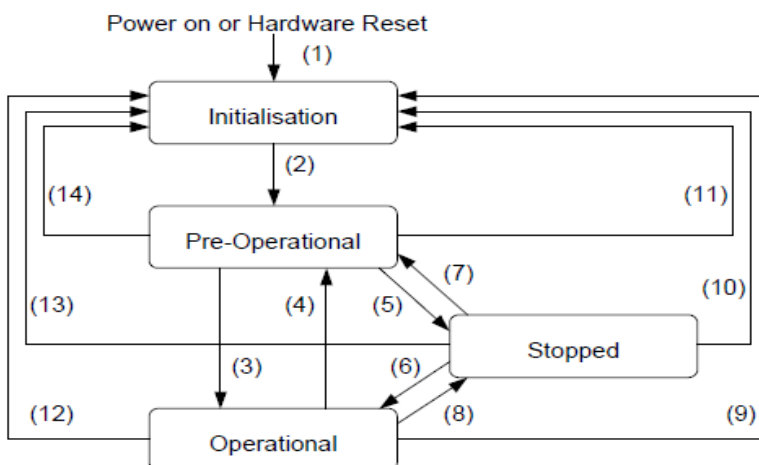 Power on or Hardware Reset
(1)
Initialisation
(2)
(14)
(11)
Pre-Operational
(7)
(13)
(4)
(5)
(10)
Stopped
(3)
(6)
(12)
(8)
(9)
Operational